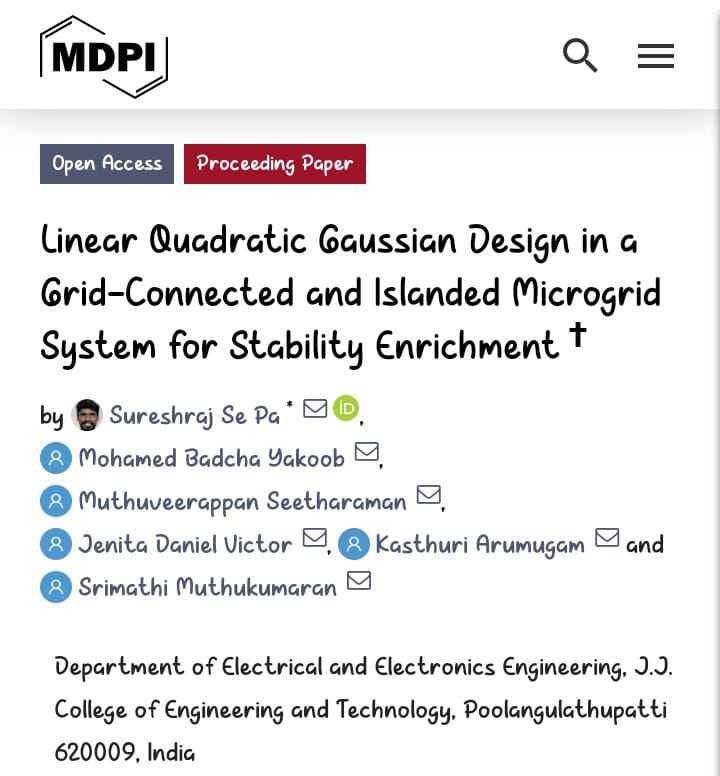 MDPI
Open Access Proceeding Paper
Linear Quadratic Gaussian Design in a
Grid-Connected and Islanded Microgrid
System for Stability Enrichment †
by Sureshraj Se Pa * iD,
Mohamed Badcha Yakoob ,
Muthuveerappan Seetharaman ,
Jenita Daniel Victor , Kasthuri Arumugam and
Srimathi Muthukumaran
Department of Electrical and Electronics Engineering, J.J.
College of Engineering and Technology, Poolangulathupatti
620009, India